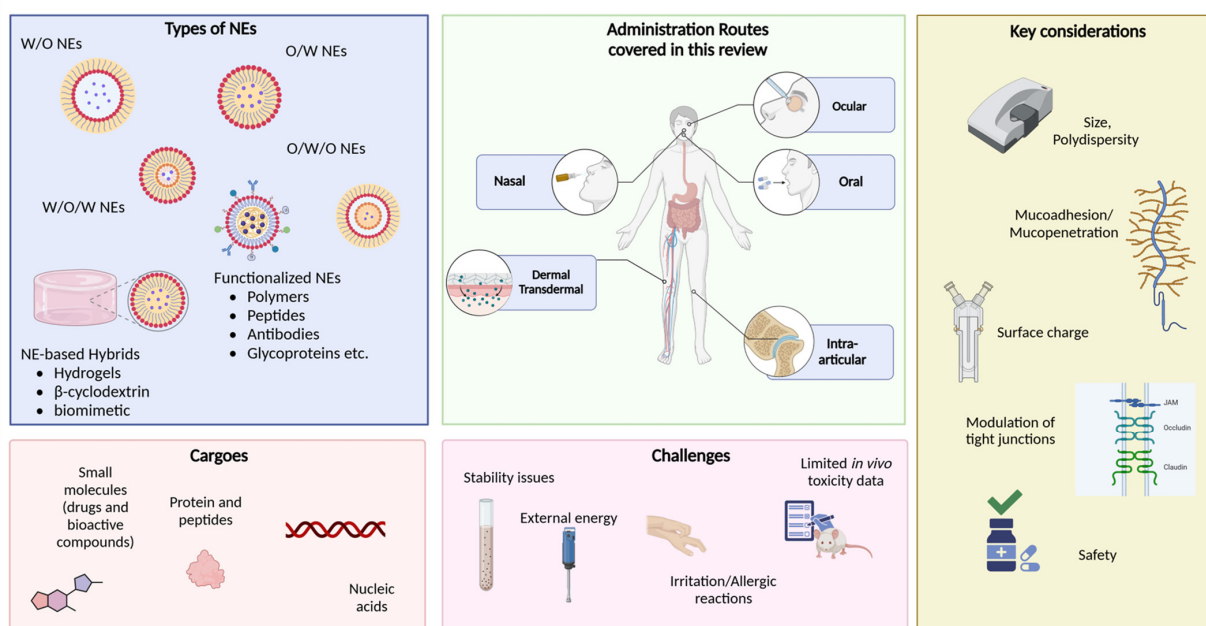 Types of NEs
W/O NEs
O/W NEs
O/W/O NEs
W/O/W NEs
Functionalized NEs
• Polymers
• Peptides
• Antibodies
• Glycoproteins etc.
NE-based Hybrids
• Hydrogels
• β-cyclodextrin
• biomimetic
Administration Routes
covered in this review
Ocular
Nasal
Oral
Dermal
Transdermal
Intra-
articular
Key considerations
Size,
Polydispersity
Mucoadhesion/
Mucopenetration
Surface charge
Modulation of
tight junctions
JAM
Occludin
Claudin
Safety
Cargoes
Small
molecules
(drugs and
bioactive
compounds)
Protein and
peptides
Nucleic
acids
Challenges
Stability issues
External energy
Irritation/Allergic
reactions
Limited in vivo
toxicity data